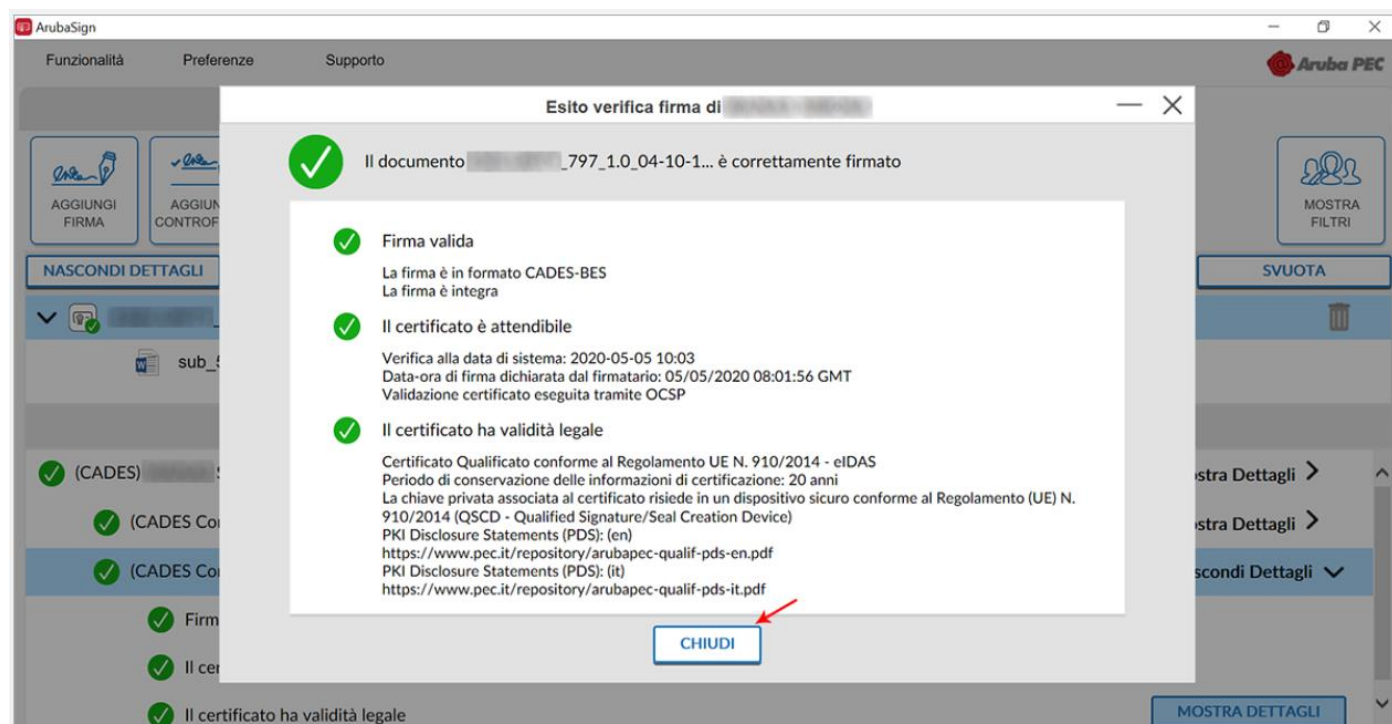 ArubaSign
Funzionalità Preferenze Supporto
Aruba PEC
Esito verifica firma di
Il documento _797_1.0_04-10-1... è correttamente firmato
AGGIUNGI
FIRMA
AGGIUN
CONTROF
MOSTRA
FILTRI
NASCONDI DETTAGLI
SVUOTA
Firma valida
La firma è in formato CADES-BES
La firma è integra
Il certificato è attendibile
Verifica alla data di sistema: 2020-05-05 10:03
Data-ora di firma dichiarata dal firmatario: 05/05/2020 08:01:56 GMT
Validazione certificato eseguita tramite OCSP
Il certificato ha validità legale
Certificato Qualificato conforme al Regolamento UE N. 910/2014 - eIDAS
Periodo di conservazione delle informazioni di certificazione: 20 anni
La chiave privata associata al certificato risiede in un dispositivo sicuro conforme al Regolamento (UE) N.
910/2014 (QSCD - Qualified Signature/Seal Creation Device)
PKI Disclosure Statements (PDS): (en)
https://www.pec.it/repository/arubapec-qualif-pds-en.pdf
PKI Disclosure Statements (PDS): (it)
https://www.pec.it/repository/arubapec-qualif-pds-it.pdf
CHIUDI
sub_5
(CADES)
ostra Dettagli
(CADES Co
ostra Dettagli
(CADES Co
scondi Dettagli
Firm
Il cer
Il certificato ha validità legale
MOSTRA DETTAGLI